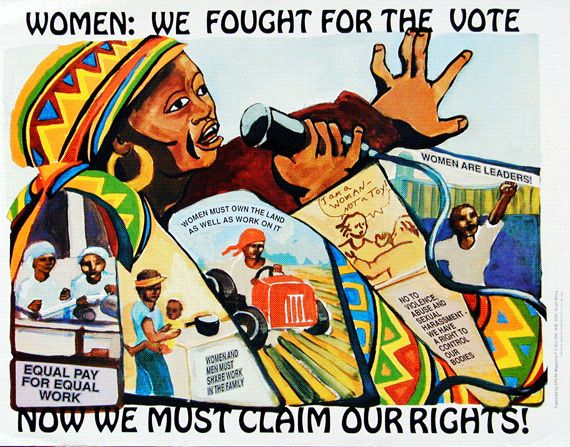 WOMEN: WE FOUGHT FOR THE VOTE
WOMEN ARE LEADERS!
I am a
WOMAN
not a Toy
WOMEN MUST OWN THE LAND
AS WELL AS WORK ON IT
NO TO
VIOLENCE,
ABUSE AND
SEXUAL
HARASSMENT -
WE HAVE
A RIGHT TO
CONTROL
OUR
BODIES
WOMEN AND
MEN MUST
SHARE WORK
IN THE FAMILY
EQUAL PAY
FOR EQUAL
WORK
NOW WE MUST CLAIM OUR RIGHTS!